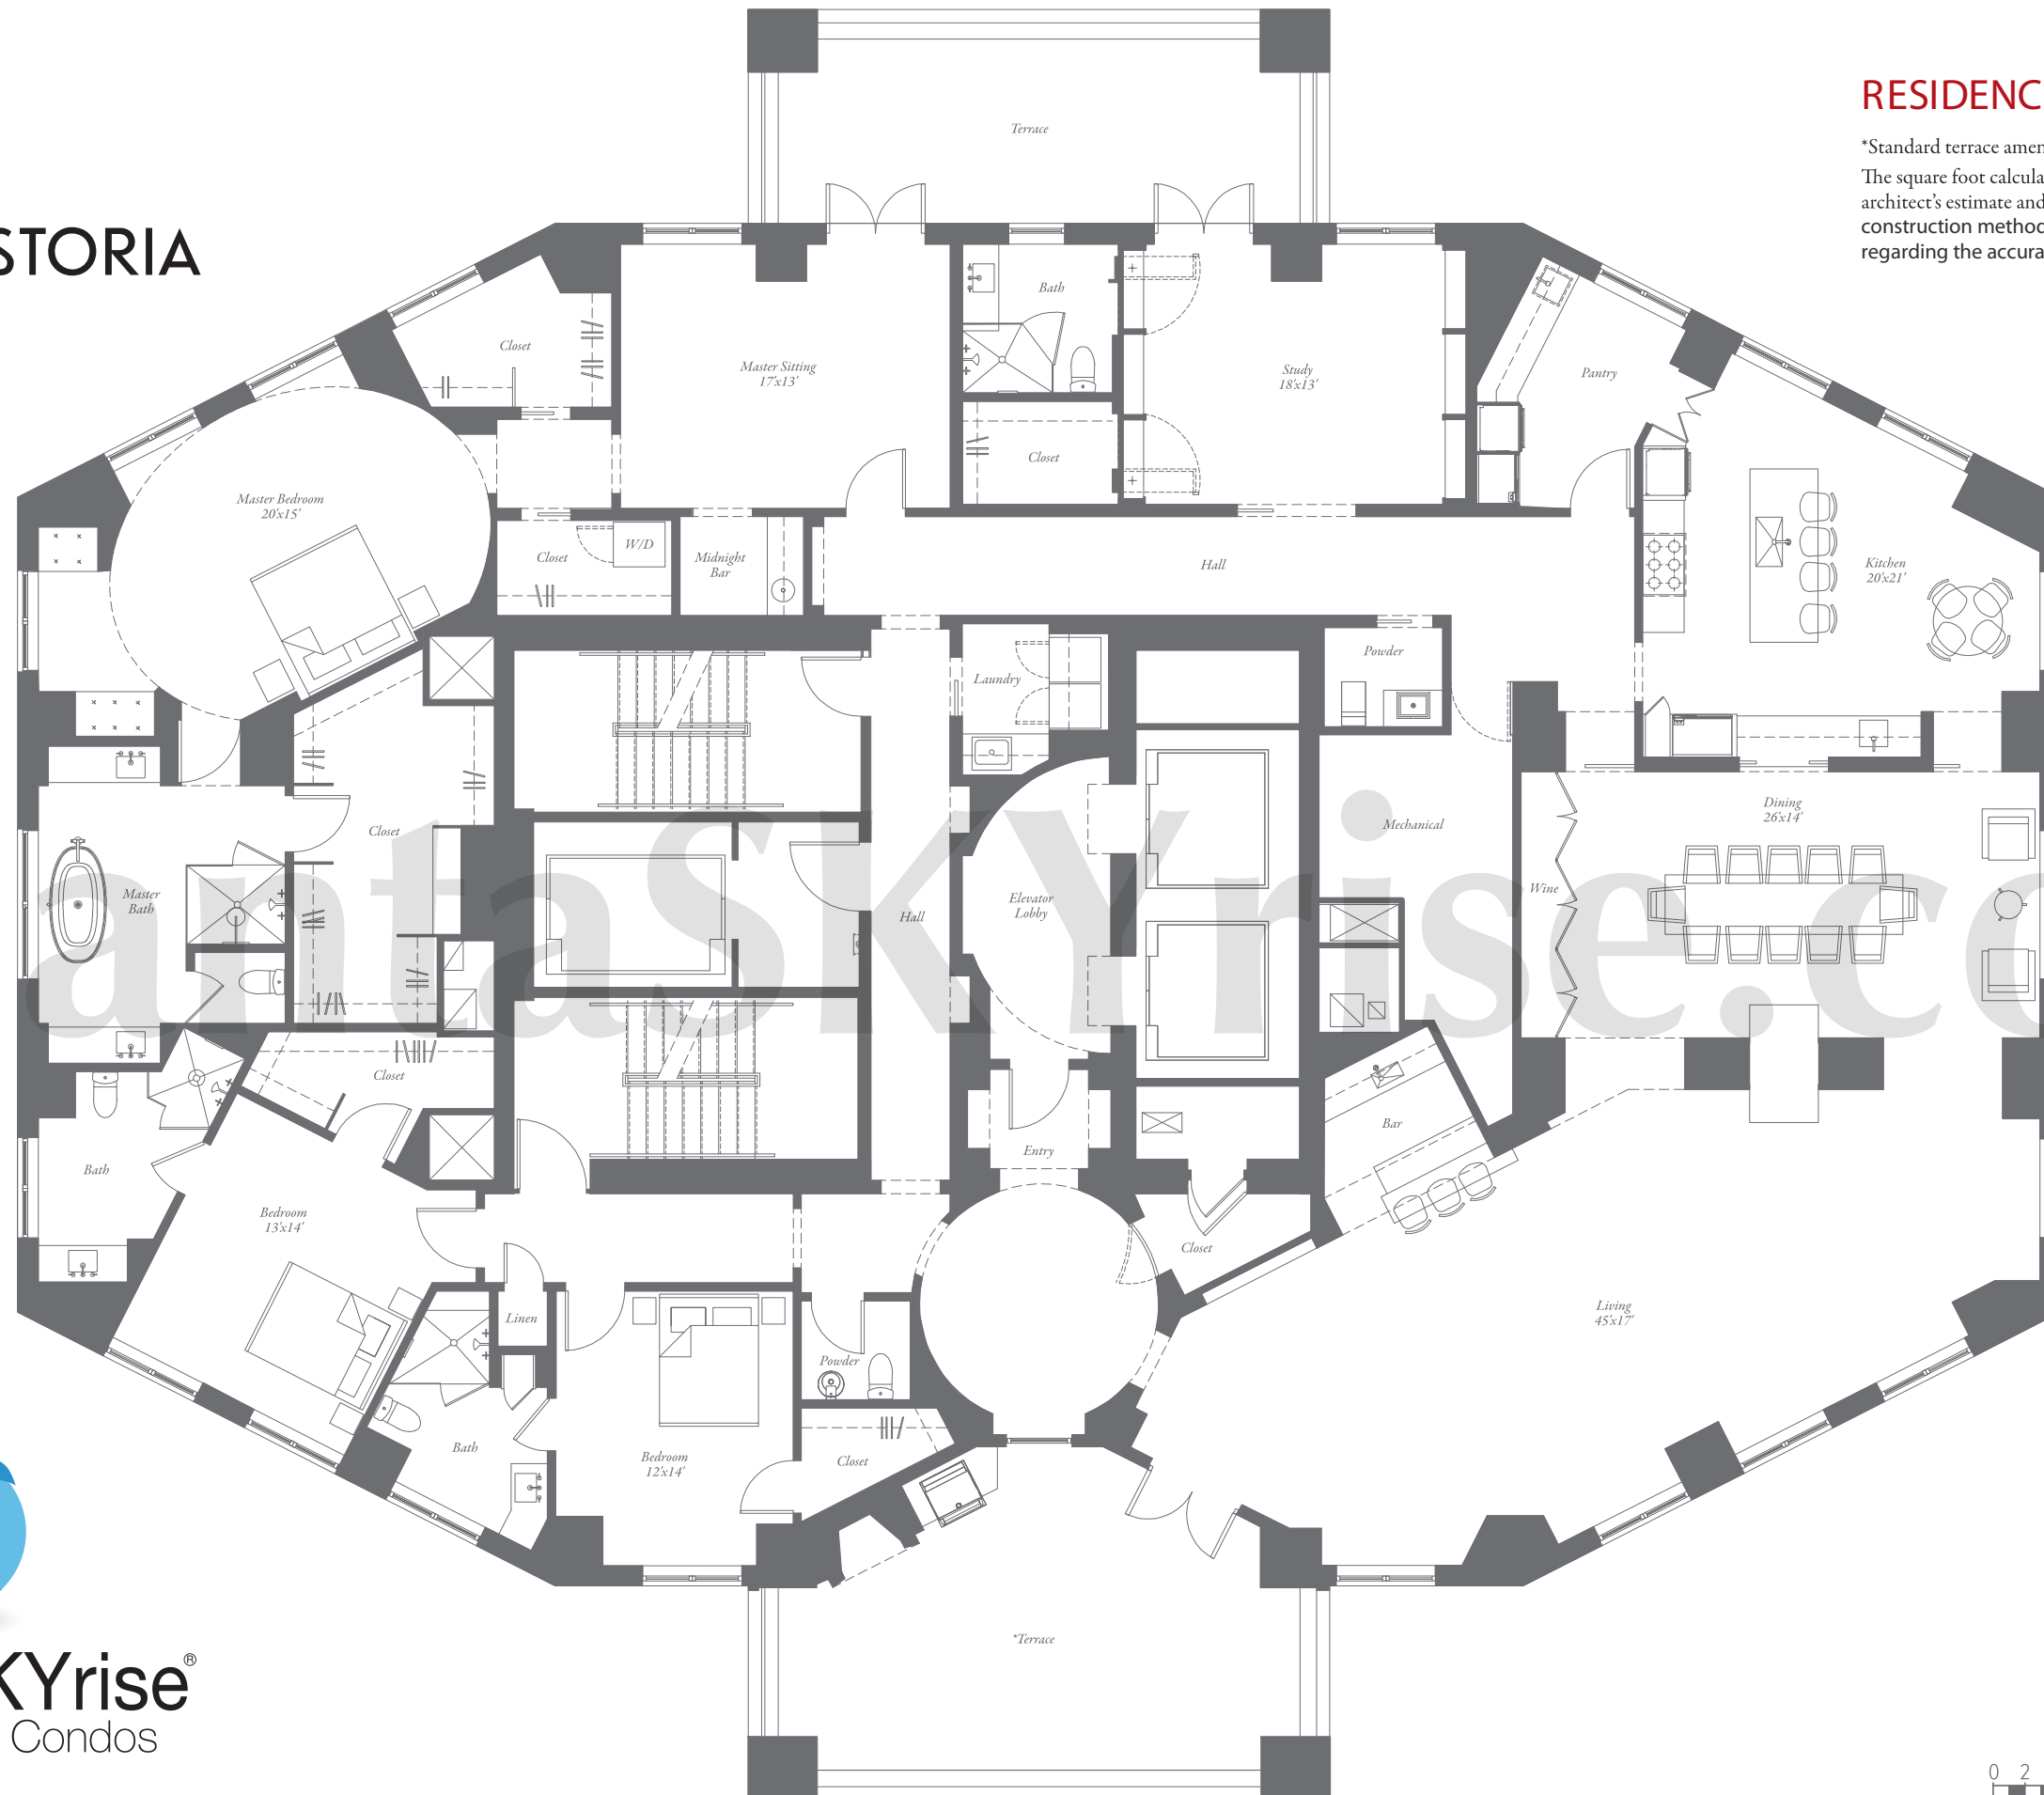 Terrace
RESIDENC
*Standard terrace amen
The square foot calcula
architect's estimate and
construction method
regarding the accura
STORIA
Closet
Master Sitting
17'x13'
Bath
Study
18'x13'
Pantry
Closet
Master Bedroom
20'x15'
Closet
W/D
Midnight
Bar
Hall
Kitchen
20'x21'
Laundry
Powder
Closet
Mechanical
Dining
26'x14'
Master
Bath
Hall
Elevator
Lobby
Wine
antaSKYrise.co
Closet
Bath
Entry
Bar
Bedroom
13'x14'
Closet
Linen
Living
45'x17'
Powder
Bath
Bedroom
12'x14'
Closet
*Terrace
KYrise®
Condos
0 2